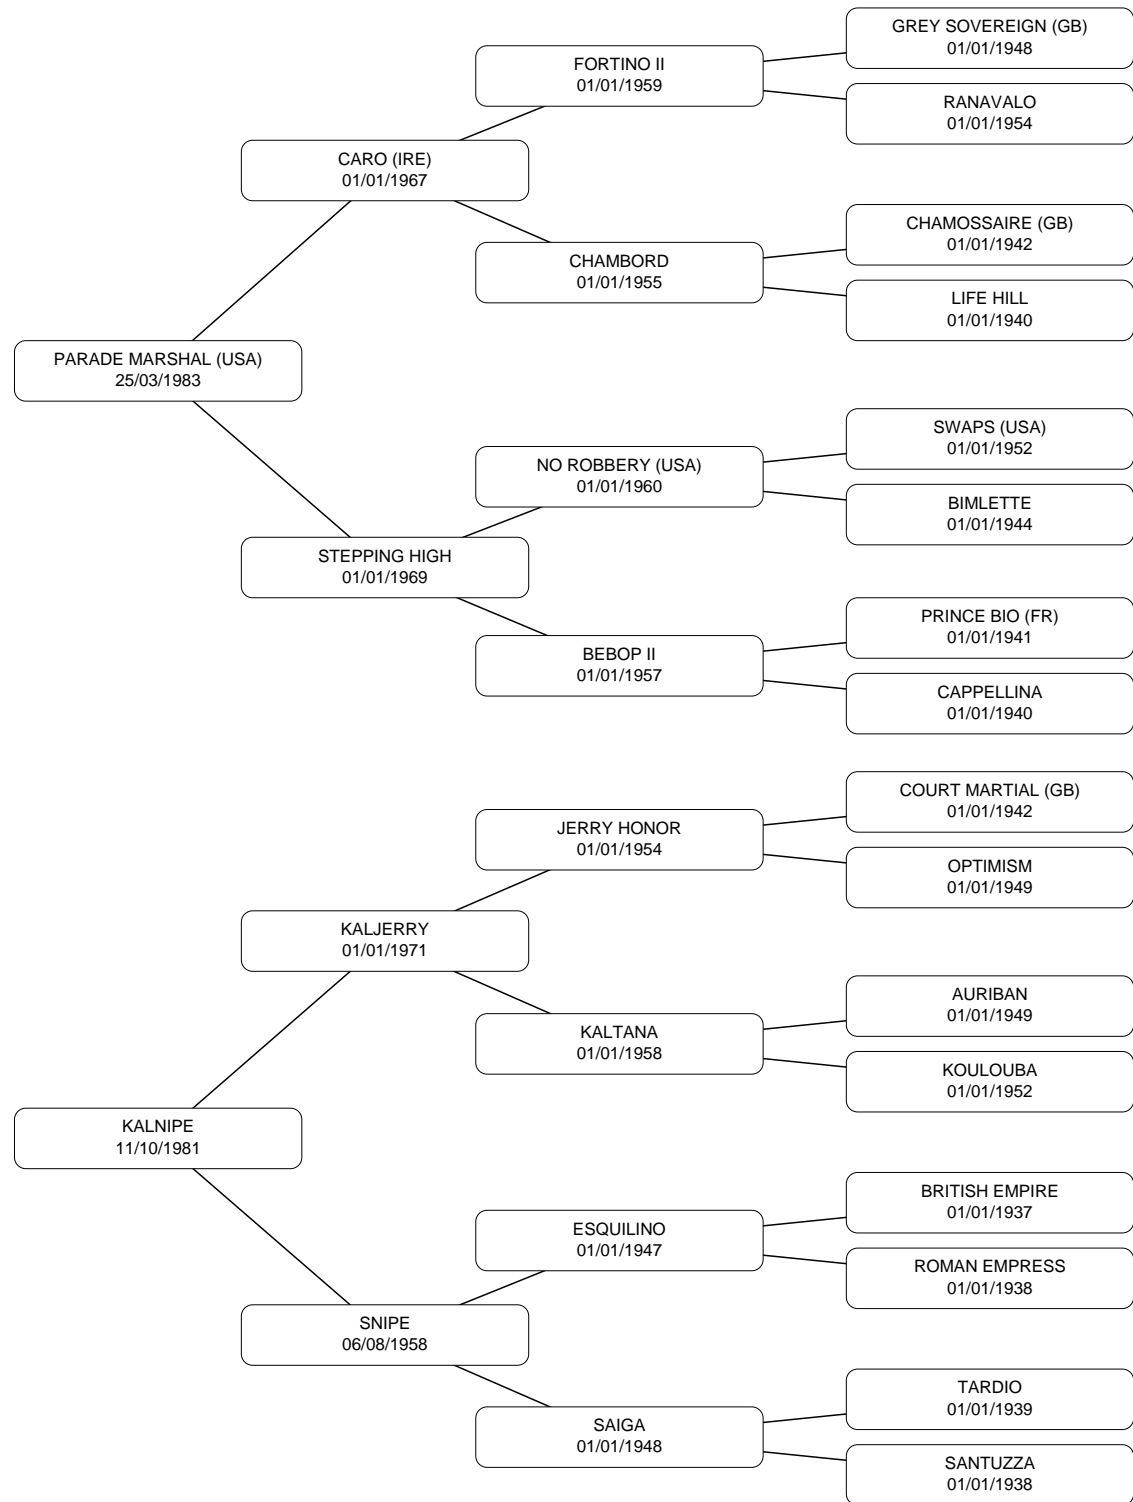 GREY SOVEREIGN (GB)
01/01/1948
FORTINO II
01/01/1959
RANAVALO
01/01/1954
CARO (IRE)
01/01/1967
CHAMOSSAIRE (GB)
01/01/1942
CHAMBORD
01/01/1955
LIFE HILL
01/01/1940
PARADE MARSHAL (USA)
25/03/1983
SWAPS (USA)
01/01/1952
NO ROBBERY (USA)
01/01/1960
BIMLETTE
01/01/1944
STEPPING HIGH
01/01/1969
PRINCE BIO (FR)
01/01/1941
BEBOP II
01/01/1957
CAPPELLINA
01/01/1940
COURT MARTIAL (GB)
01/01/1942
JERRY HONOR
01/01/1954
OPTIMISM
01/01/1949
KALJERRY
01/01/1971
AURIBAN
01/01/1949
KALTANA
01/01/1958
KOULOUBA
01/01/1952
KALNIPE
11/10/1981
BRITISH EMPIRE
01/01/1937
ESQUILINO
01/01/1947
ROMAN EMPRESS
01/01/1938
SNIPE
06/08/1958
TARDIO
01/01/1939
SAIGA
01/01/1948
SANTUZZA
01/01/1938